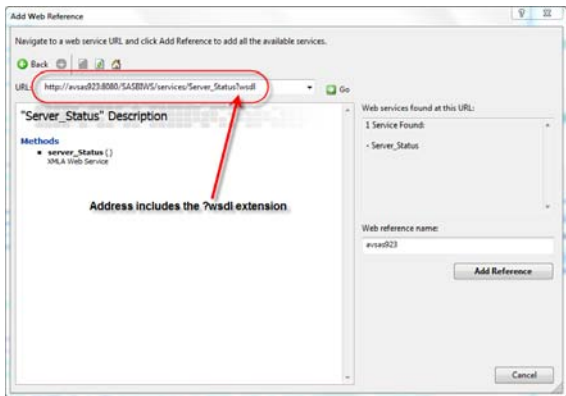 Add Web Reference
Navigate to a web service URL and click Add Reference to add all the available services.
Back
URL: http://avsas923:8080/SASBIWS/services/Server_Status?wsdl
Go
"Server_Status" Description
Methods
server_Status ()
XMLA Web Service
Address includes the ?wsdl extension
Web services found at this URL:
1 Service Found:
- Server_Status
Web reference name:
avsas923
Add Reference
Cancel